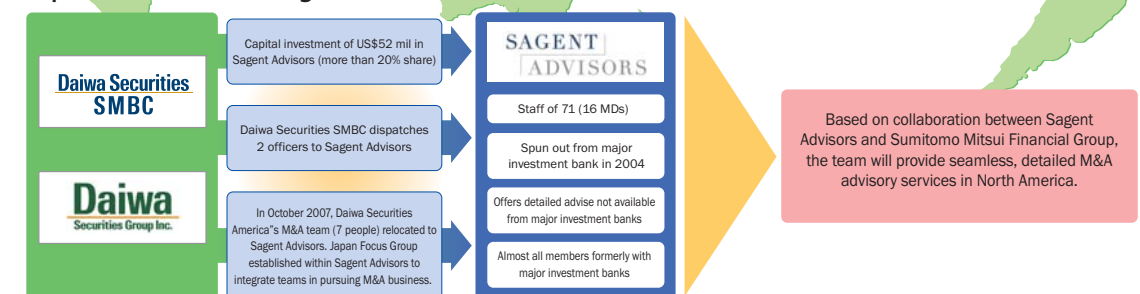 Daiwa Securities
SMBC
Daiwa
Securities Group Inc.
Capital investment of US$52 mil in
Sagent Advisors (more than 20% share)
Daiwa Securities SMBC dispatches
2 officers to Sagent Advisors
In October 2007, Daiwa Securities
America"s M&A team (7 people) relocated to
Sagent Advisors. Japan Focus Group
established within Sagent Advisors to
integrate teams in pursuing M&A business.
SAGENT
ADVISORS
Staff of 71 (16 MDs)
Spun out from major
investment bank in 2004
Offers detailed advise not available
from major investment banks
Almost all members formerly with
major investment banks
Based on collaboration between Sagent
Advisors and Sumitomo Mitsui Financial Group,
the team will provide seamless, detailed M&A
advisory services in North America.